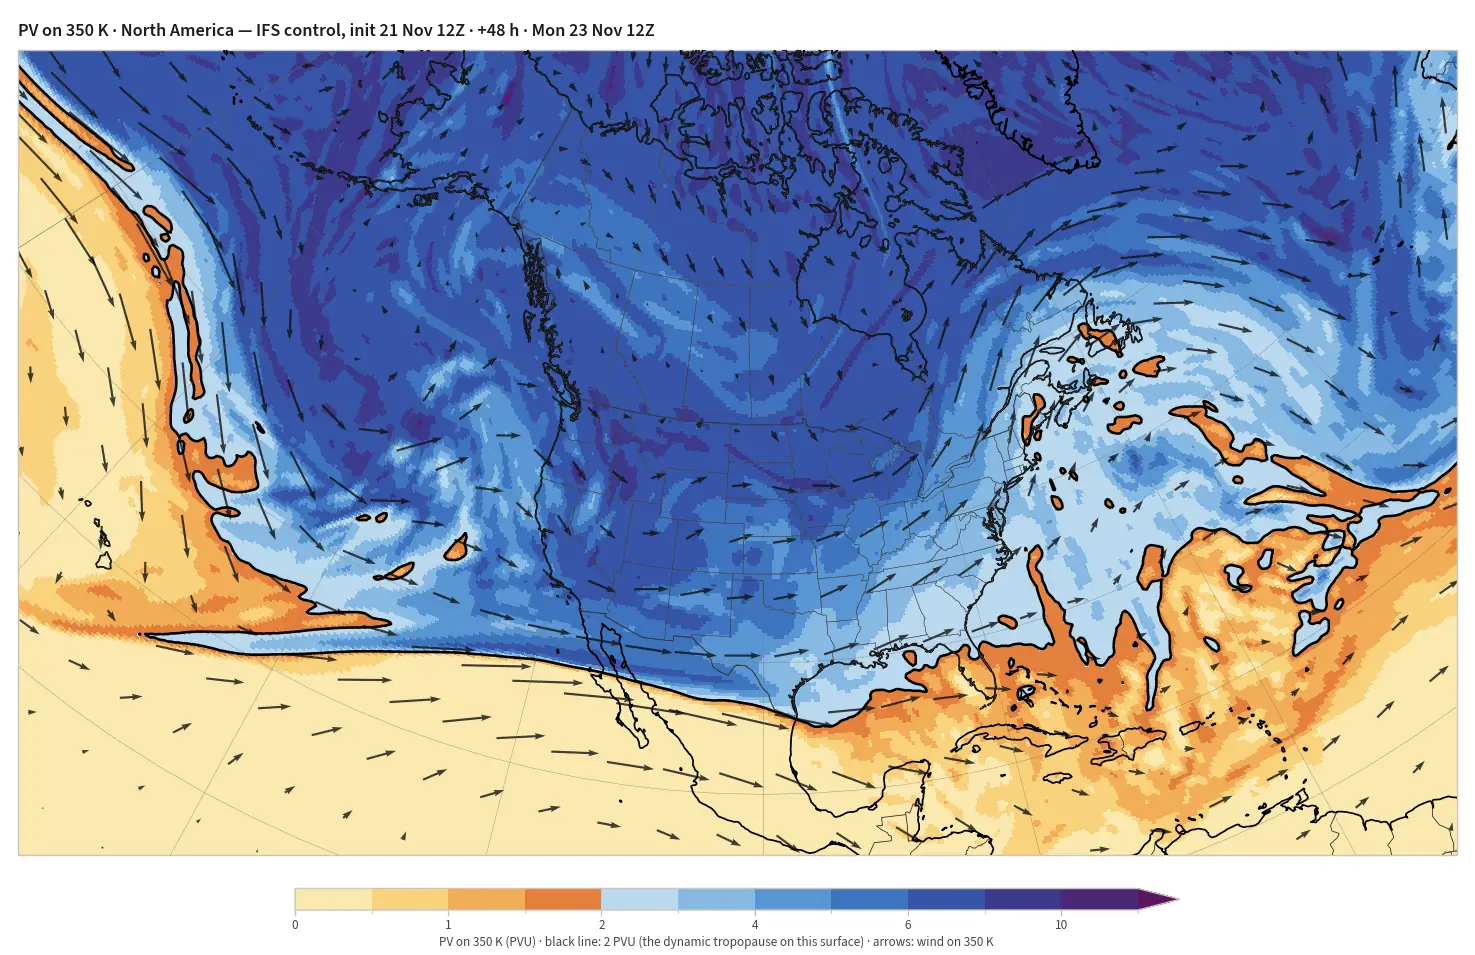 PV on 350 K · North America — IFS control, init 21 Nov 12Z · +48 h · Mon 23 Nov 12Z
0 1 2 4 6 10
PV on 350 K (PVU) · black line: 2 PVU (the dynamic tropopause on this surface) · arrows: wind on 350 K